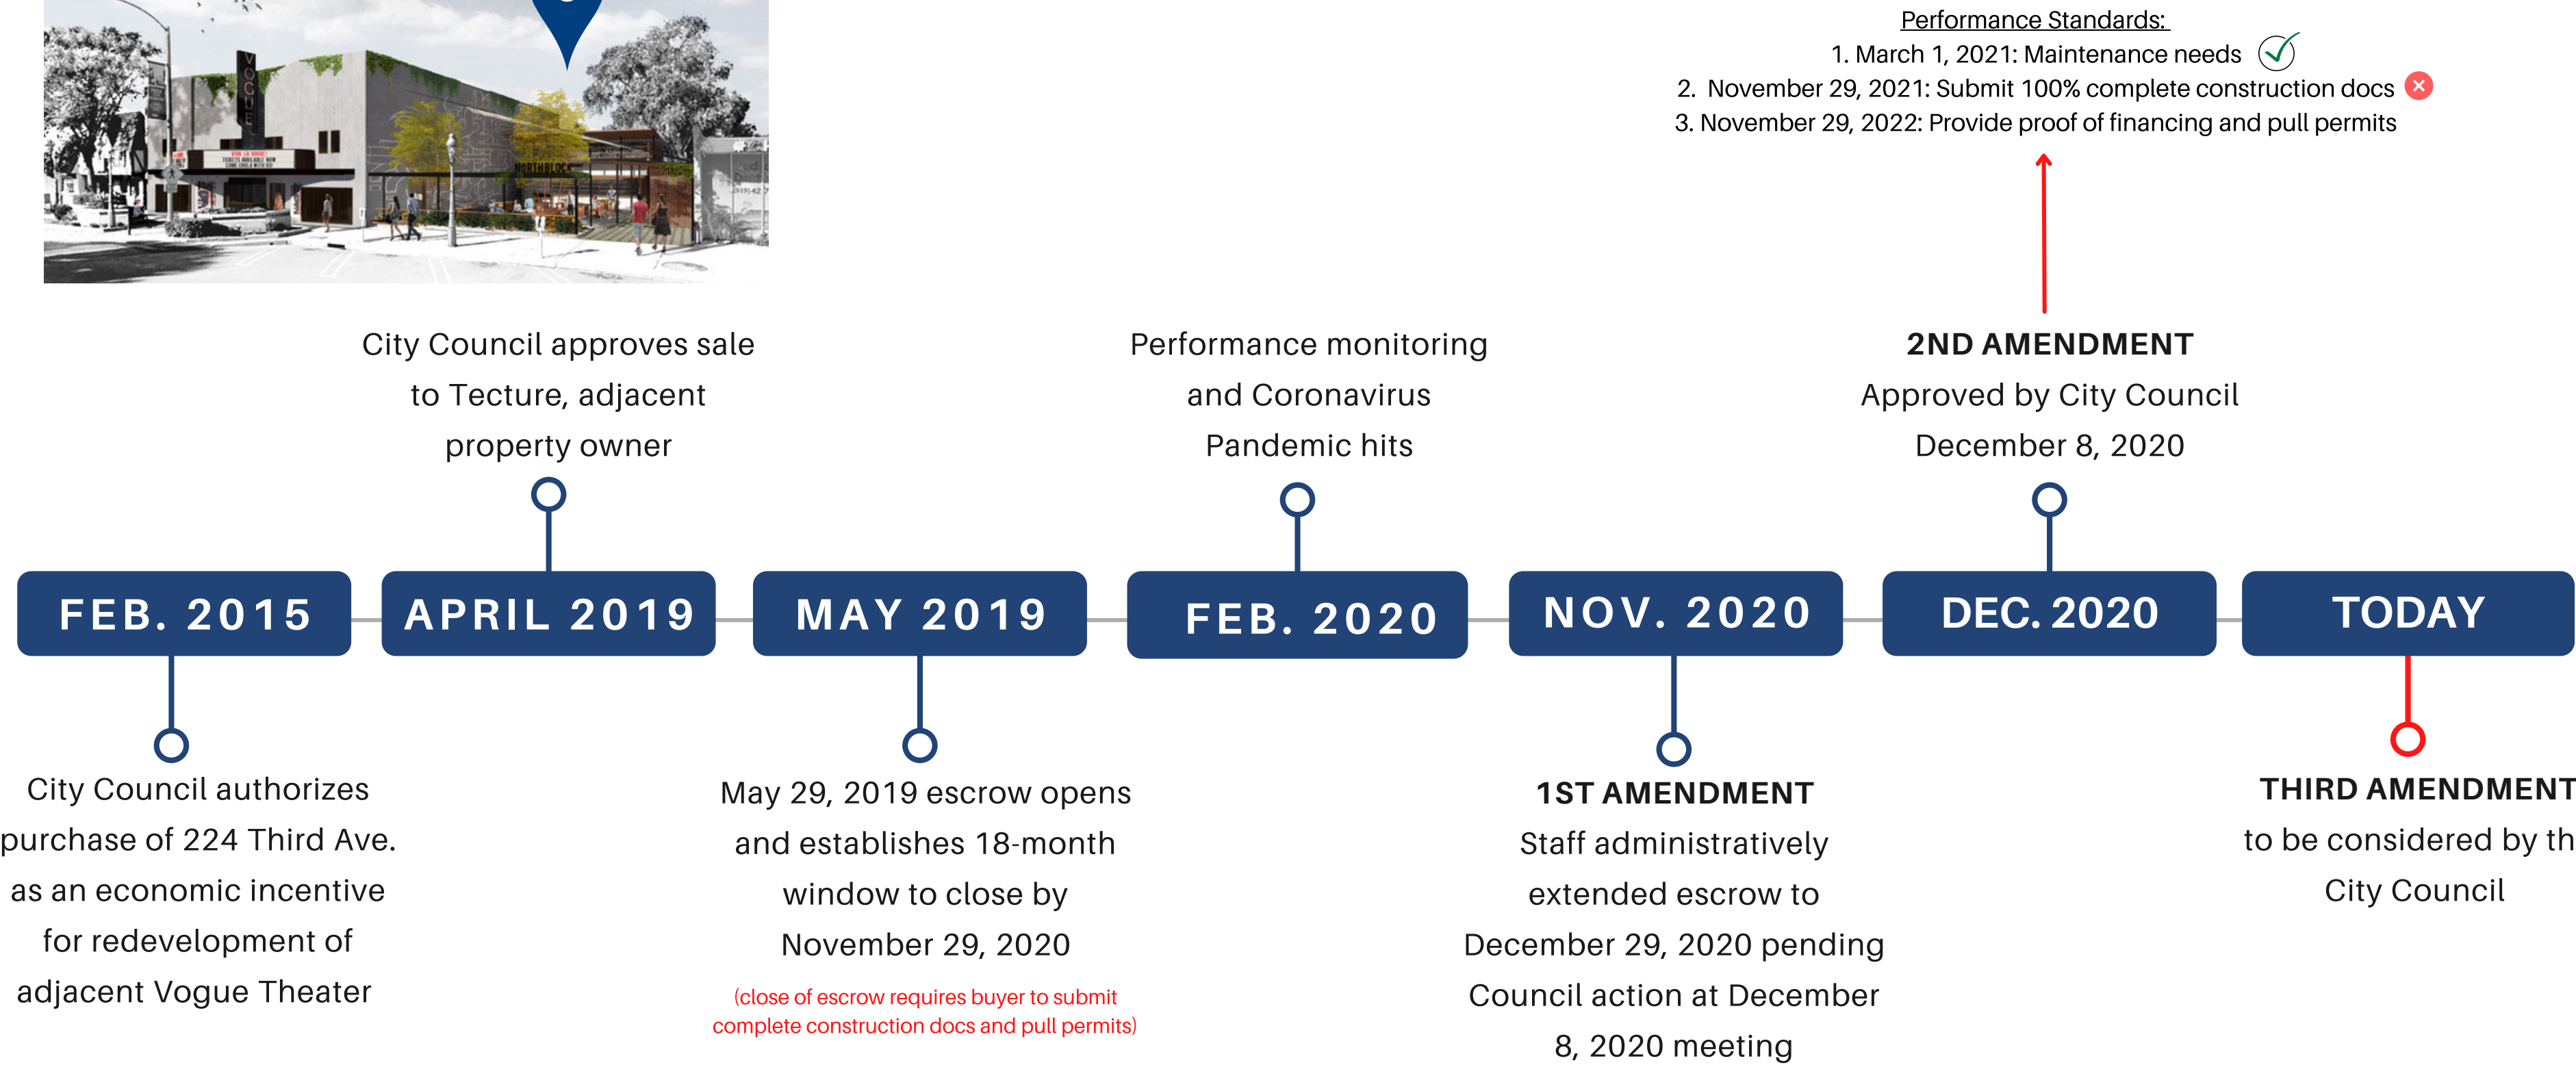 VOGUE
VIVA LA VOGUE!
TICKETS AVAILABLE NOW
NORTHBLOCK
Performance Standards:
1. March 1, 2021: Maintenance needs
2. November 29, 2021: Submit 100% complete construction docs
3. November 29, 2022: Provide proof of financing and pull permits
City Council approves sale
to Tecture, adjacent
property owner
Performance monitoring
and Coronavirus
Pandemic hits
2ND AMENDMENT
Approved by City Council
December 8, 2020
FEB. 2015
APRIL 2019
MAY 2019
FEB. 2020
NOV. 2020
DEC. 2020
TODAY
City Council authorizes
purchase of 224 Third Ave.
as an economic incentive
for redevelopment of
adjacent Vogue Theater
May 29, 2019 escrow opens
and establishes 18-month
window to close by
November 29, 2020
(close of escrow requires buyer to submit
complete construction docs and pull permits)
1ST AMENDMENT
Staff administratively
extended escrow to
December 29, 2020 pending
Council action at December
8, 2020 meeting
THIRD AMENDMENT
to be considered by th
City Council